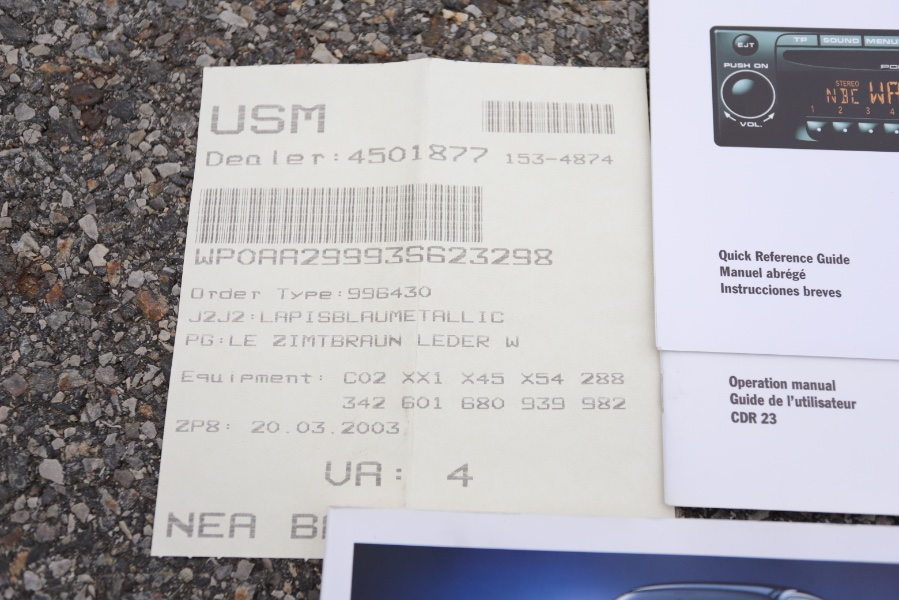 USM
Dealer:4501877 153-4874
WP0AA29993S623298
Order Type:996430
J2J2:LAPISBLAUMETALLIC
PG:LE ZIMTBRAUN LEDER W
Equipment: C02 XX1 X45 X54 288
342 601 680 939 982
ZP8: 20.03.2003
VA: 4
NEA
EJT TP SOUND
PUSH ON
STEREO
NBC
1 2 3 4
VOL.
Quick Reference Guide
Manuel abrégé
Instrucciones breves
Operation manual
Guide de l'utilisateur
CDR 23